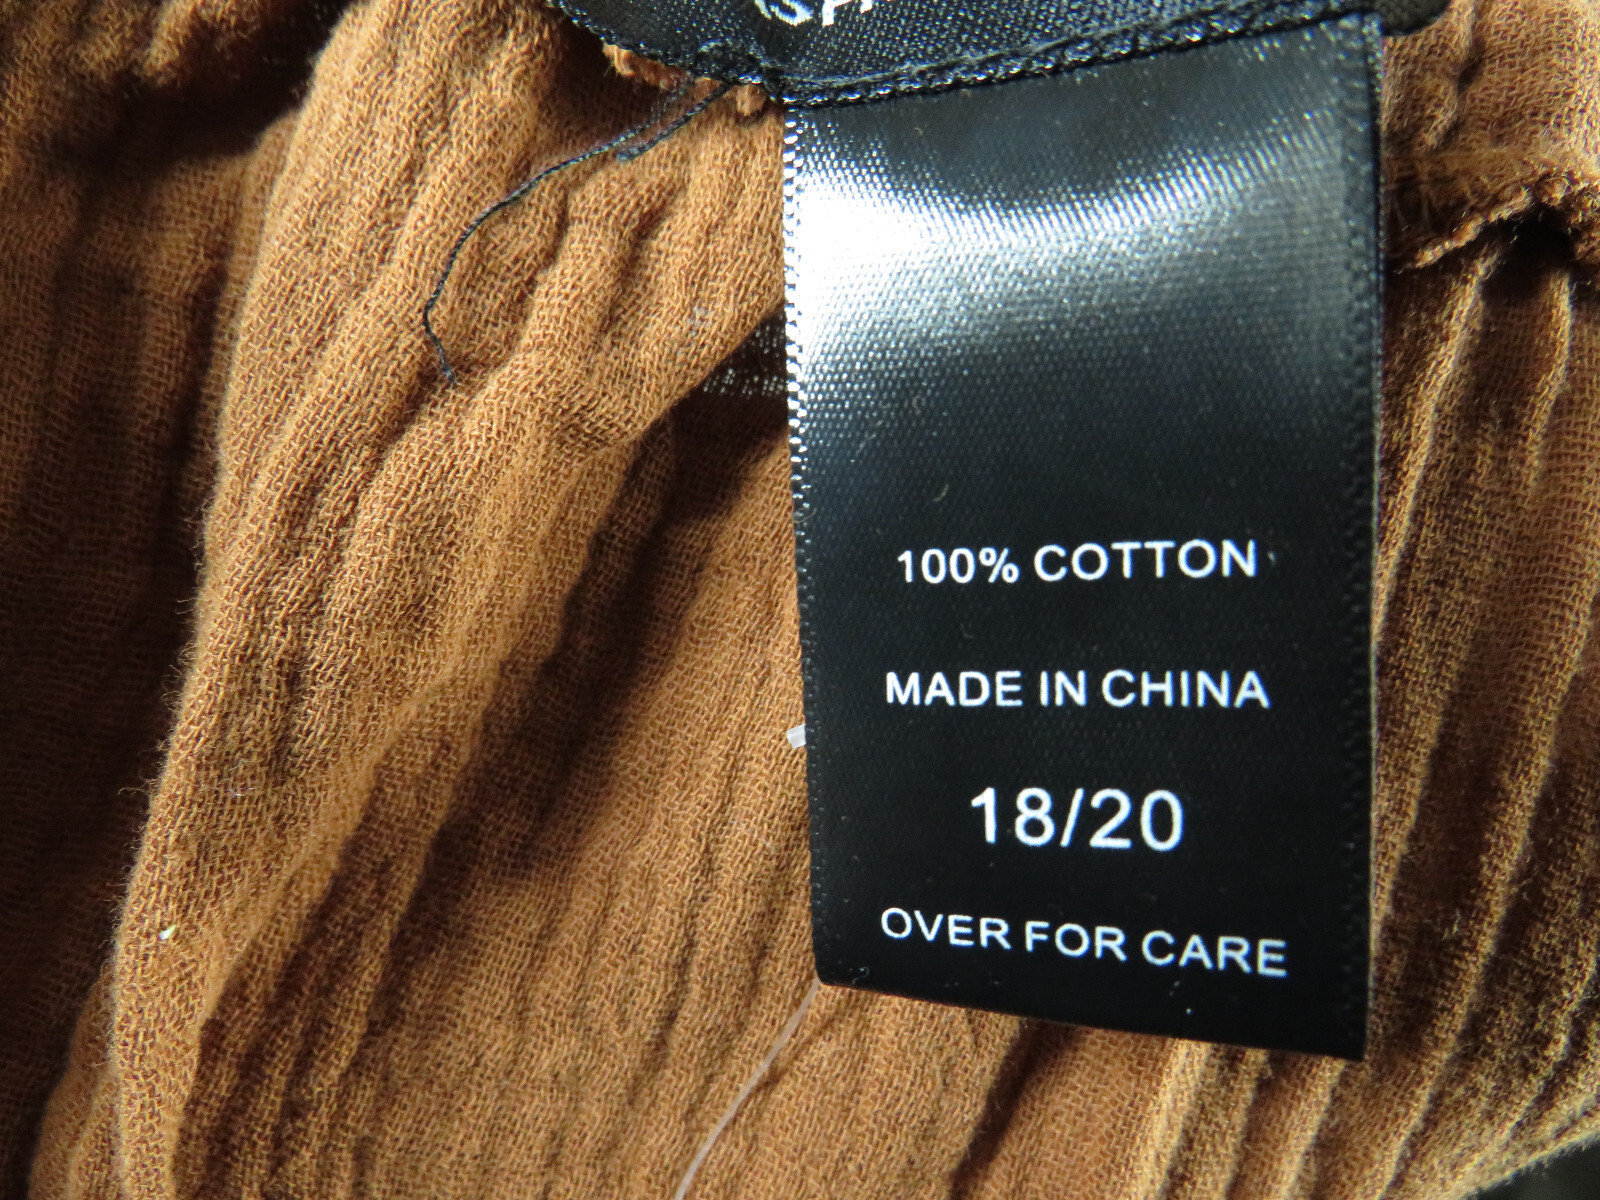 100% COTTON
MADE IN CHINA
18/20
OVER FOR CARE